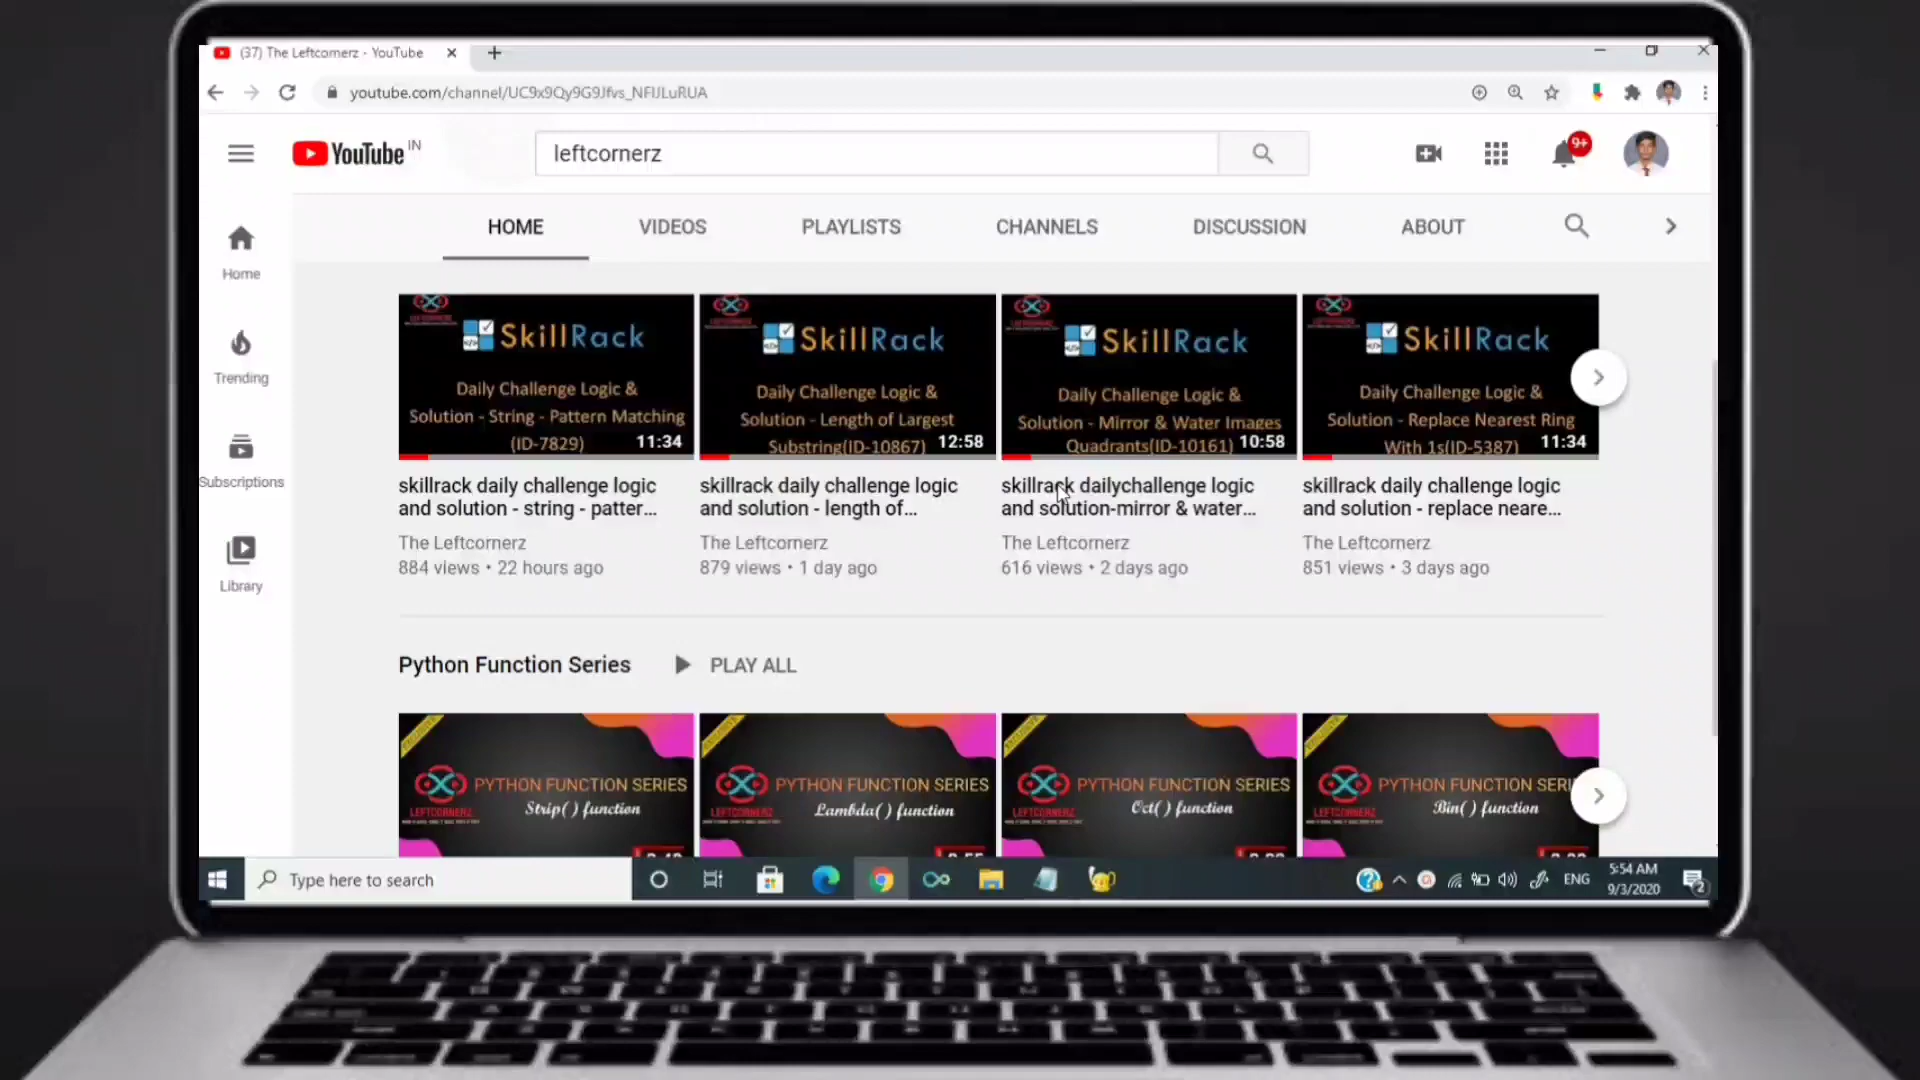 (37) The Leftcornerz - YouTube
youtube.com/channel/UC9x9Qy9G9Jfvs_NFIJLuRUA
YouTube IN
leftcornerz
9+
HOME VIDEOS PLAYLISTS CHANNELS DISCUSSION ABOUT
Home
Trending
Subscriptions
Library
SkillRack
Daily Challenge Logic &
Solution - String - Pattern Matching
(ID-7829) 11:34
skillrack daily challenge logic
and solution - string - patter...
The Leftcornerz
884 views • 22 hours ago
SkillRack
Daily Challenge Logic &
Solution - Length of Largest
Substring(ID-10867) 12:58
skillrack daily challenge logic
and solution - length of...
The Leftcornerz
879 views • 1 day ago
SkillRack
Daily Challenge Logic &
Solution - Mirror & Water Images
Quadrants(ID-10161) 10:58
skillrack dailychallenge logic
and solution-mirror & water...
The Leftcornerz
616 views • 2 days ago
SkillRack
Daily Challenge Logic &
Solution - Replace Nearest Ring
With 1s(ID-5387) 11:34
skillrack daily challenge logic
and solution - replace neare...
The Leftcornerz
851 views • 3 days ago
Python Function Series PLAY ALL
PYTHON FUNCTION SERIES
Strip( ) function
LEFTCORNERZ
PYTHON FUNCTION SERIES
Lambda( ) function
LEFTCORNERZ
PYTHON FUNCTION SERIES
Oct( ) function
LEFTCORNERZ
PYTHON FUNCTION SERI
Bin( ) function
LEFTCORNERZ
Type here to search
ENG
5:54 AM
9/3/2020
2